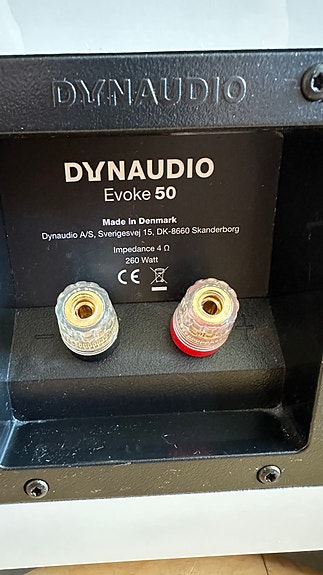 DYNAUDIO
DYNAUDIO
Evoke 50
Made in Denmark
Dynaudio A/S, Sverigesvej 15, DK-8660 Skanderborg
Impedance 4 Ω
260 Watt
CE